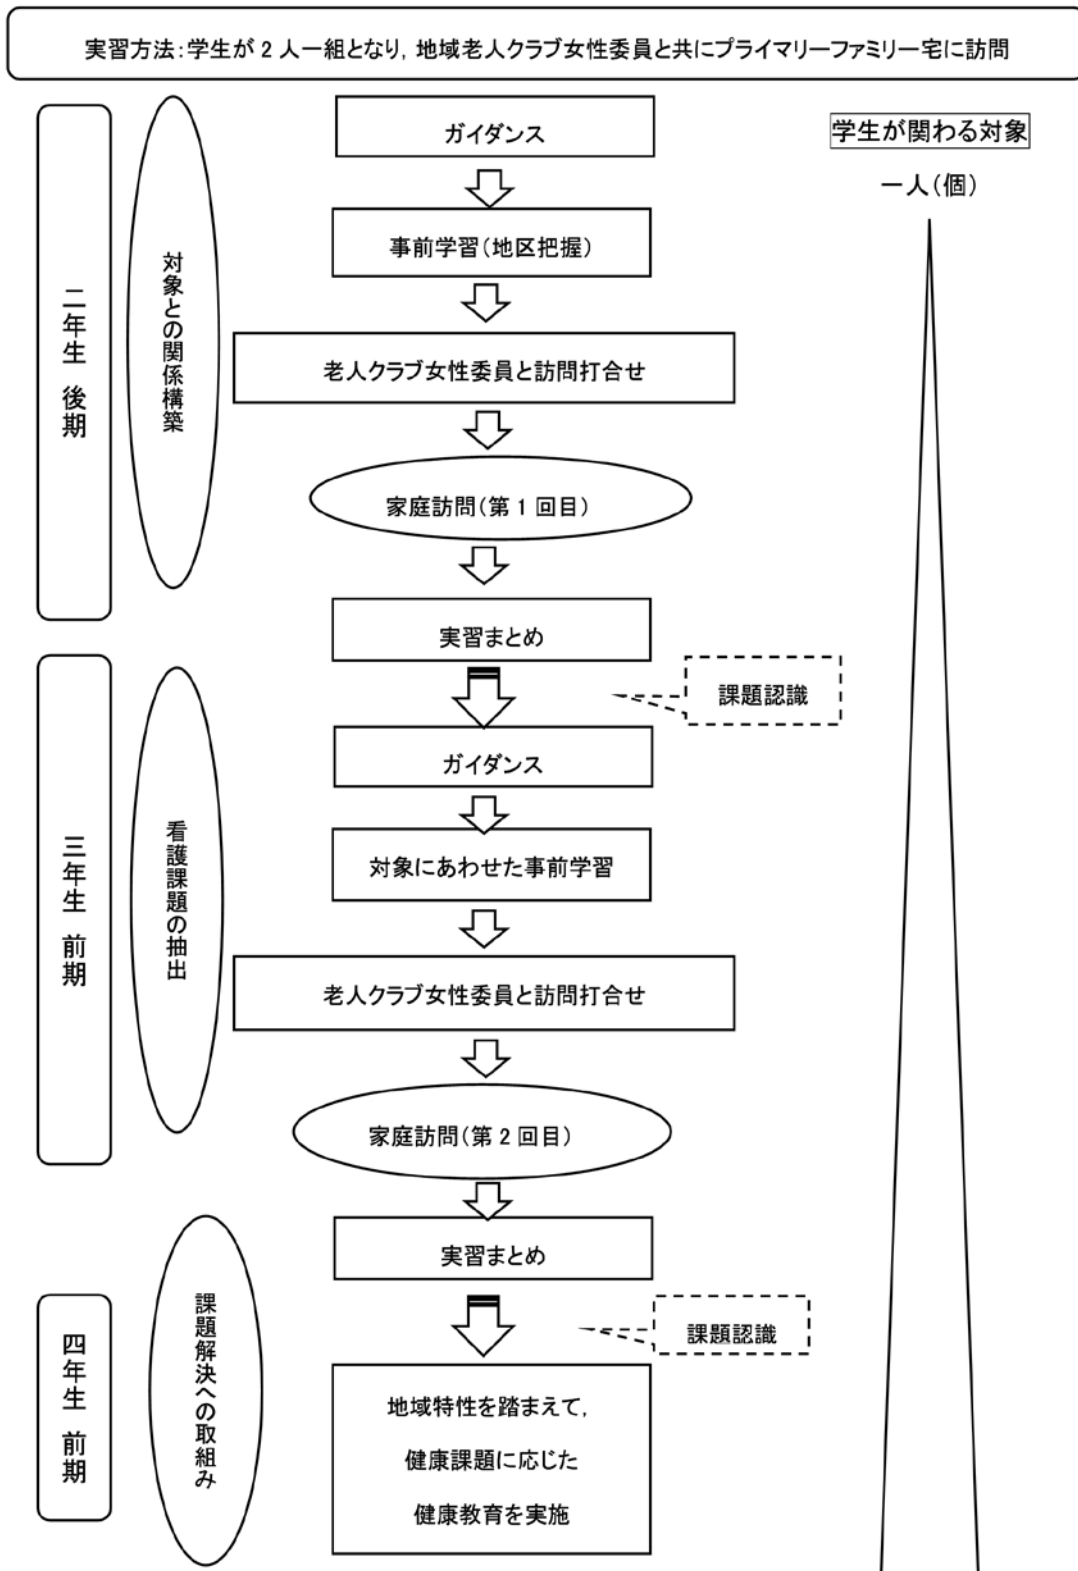 実習方法：学生が 2 人一組となり，地域老人クラブ女性委員と共にプライマリーファミリー宅に訪問
学生が関わる対象
一人（個）
二年生 後期
対象との関係構築
ガイダンス
事前学習（地区把握）
老人クラブ女性委員と訪問打合せ
家庭訪問（第 1 回目）
実習まとめ
課題認識
三年生 前期
看護課題の抽出
ガイダンス
対象にあわせた事前学習
老人クラブ女性委員と訪問打合せ
家庭訪問（第 2 回目）
実習まとめ
課題認識
四年生 前期
課題解決への取組み
地域特性を踏まえて，
健康課題に応じた
健康教育を実施